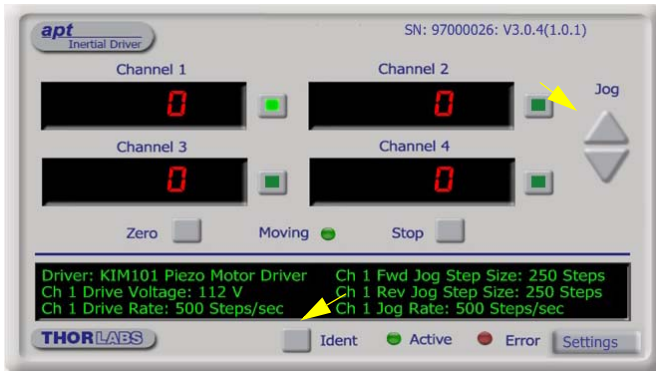 apt
Inertial Driver
SN: 97000026: V3.0.4(1.0.1)
Channel 1
Channel 2
Jog
0
0
Channel 3
Channel 4
0
0
Zero
Moving
Stop
Driver: KIM101 Piezo Motor Driver
Ch 1 Drive Voltage: 112 V
Ch 1 Drive Rate: 500 Steps/sec
Ch 1 Fwd Jog Step Size: 250 Steps
Ch 1 Rev Jog Step Size: 250 Steps
Ch 1 Jog Rate: 500 Steps/sec
THORLABS
Ident
Active
Error
Settings